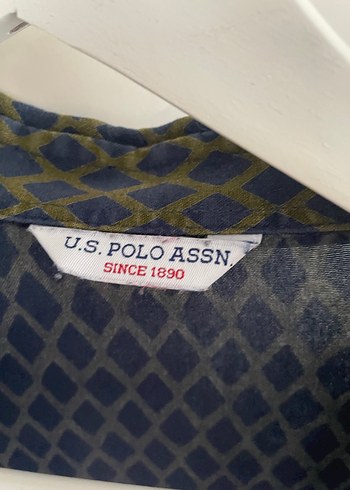 U.S. POLO ASSN.
SINCE 1890